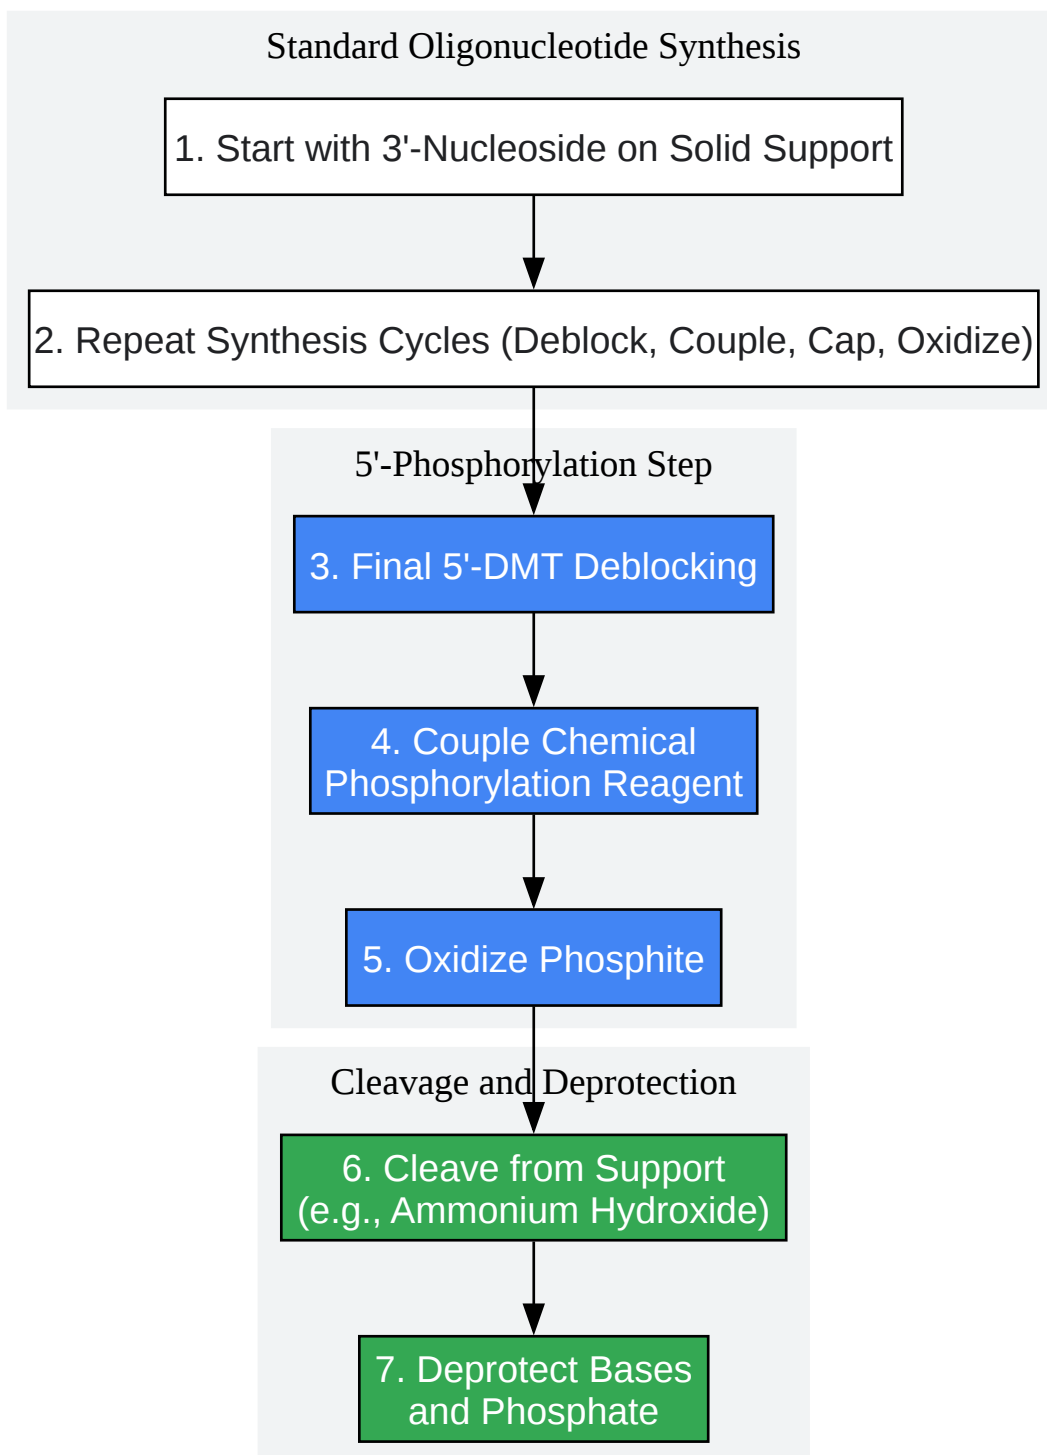 Standard Oligonucleotide Synthesis
1. Start with 3'-Nucleoside on Solid Support
2. Repeat Synthesis Cycles (Deblock, Couple, Cap, Oxidize)
5'-Phosphorylation Step
3. Final 5'-DMT Deblocking
4. Couple Chemical
Phosphorylation Reagent
5. Oxidize Phosphite
Cleavage and Deprotection
6. Cleave from Support
(e.g., Ammonium Hydroxide)
7. Deprotect Bases
and Phosphate